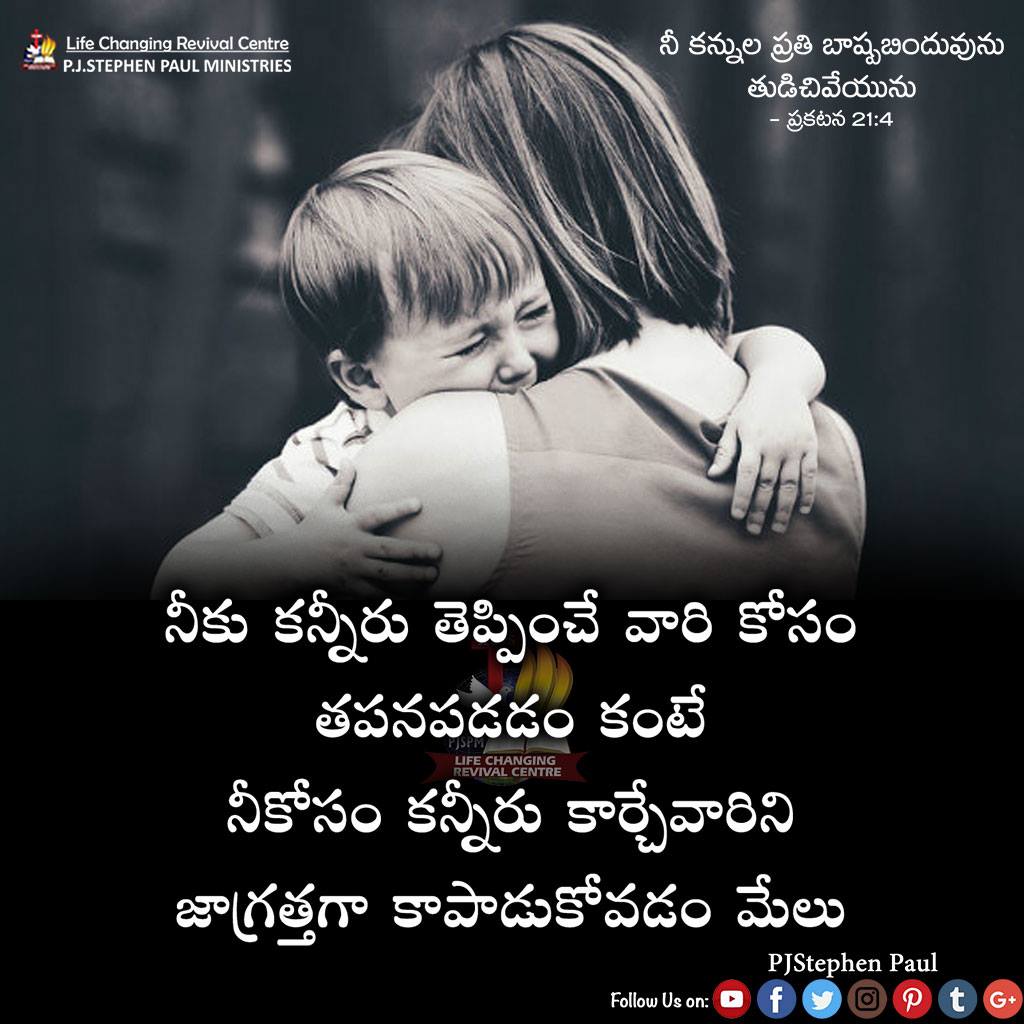 Life Changing Revival Centre
P.J.STEPHEN PAUL MINISTRIES
నీ కన్నుల ప్రతి బాష్పబిందువును
తుడిచివేయును
- ప్రకటన 21:4
నీకు కన్నీరు తెప్పించే వారి కోసం
తపనపడడం కంటే
PJSPM
LIFE CHANGING
REVIVAL CENTRE
నీకోసం కన్నీరు కార్చేవారిని
జాగ్రత్తగా కాపాడుకోవడం మేలు
PJStephen Paul
Follow Us on: